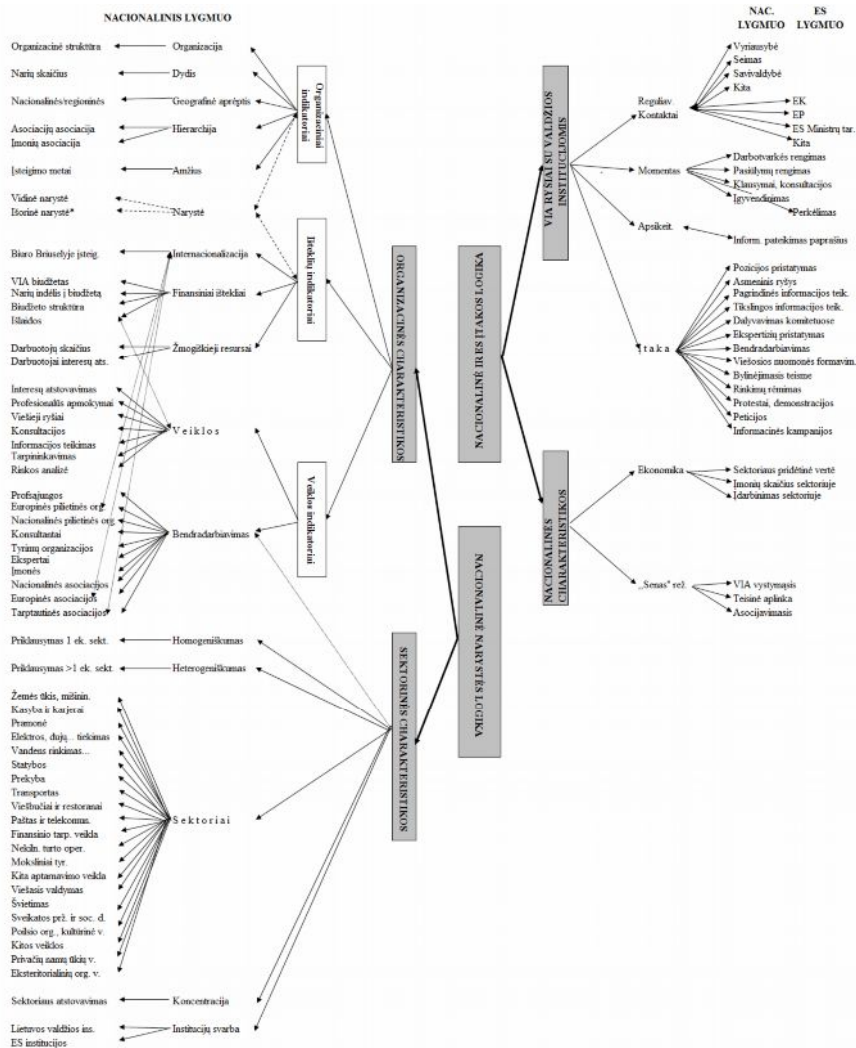 NACIONALINIS LYGMUO
Organizacinė struktūra
Organizacija
Narių skaičius
Dydis
Nacionalinės/regioninės
Geografinė aprėptis
Asociacijų asociacija
Hierarchija
Įmonių asociacija
Įsteigimo metai
Amžius
Vidinė narystė
Išorinė narystė*
Narystė
Biuro Briuselyje įsteig.
Internacionalizacija
VIA biudžetas
Narių indėlis į biudžetą
Finansiniai ištekliai
Biudžeto struktūra
Išlaidos
Darbuotojų skaičius
Žmogiškieji resursai
Darbuotojai interesų ats.
Interesų atstovavimas
Profesionalūs apmokymai
Viešieji ryšiai
Konsultacijos
Veiklos
Informacijos teikimas
Tarpininkavimas
Riskos analizė
Profsąjungos
Europinės pilietinės org.
Nacionalinės pilietinės org
Konsultantai
Bendradarbiavimas
Tyrimų organizacijos
Ekspertai
Įmonės
Nacionalinės asociacijos
Europinės asociacijos
Tarptautinės asociacijos
Priklausymas 1 ek. sekt.
Homogeniškumas
Priklausymas >1 ek. sekt.
Heterogeniškumas
Žemės ūkis, mišinin.
Kasyba ir karjerai
Pramonė
Elektros, dujų... tiekimas
Vandens rinkimas...
Statybos
Prekyba
Transportas
Viešbučiai ir restoranai
Paštas ir telekomun.
Sektoriai
Finansinio tarp. veikla
Nekiln. turto oper.
Moksliniai tyr.
Kita aptarnavimo veikla
Viešasis valdymas
Švietimas
Sveikatos prž. ir soc. d.
Poilsio org., kultūrinė v.
Kitos veiklos
Privačių namų ūkių v.
Eksteritorialinių org. v.
Sektoriaus atstovavimas
Koncentracija
Lietuvos valdžios ins.
Institucijų svarba
ES institucijos
Organizaciniai indikatoriai
Išteklių indikatoriai
Veiklos indikatoriai
ORGANIZACINĖS CHARAKTERISTIKOS
SEKTORINĖS CHARAKTERISTIKOS
NACIONALINĖ IR ES ĮTAKOS LOGIKA
NACIONALINĖ NARYSTĖS LOGIKA
VIA RYŠIAI SU VALDŽIOS INSTITUCIJOMIS
NACIONALINĖS CHARAKTERISTIKOS
NAC. LYGMUO
ES LYGMUO
Vyriausybė
Seimas
Savivaldybė
Kita
Reguliav.
Kontaktai
EK
EP
ES Ministrų tar.
Kita
Momentas
Darbotvarkės rengimas
Pasiūlymų rengimas
Klausymai, konsultacijos
Įgyvendinimas
Perkėlimas
Apsikeit.
Inform. pateikimas paprašius
Pozicijos pristatymas
Asmeninis ryšys
Pagrindinės informacijos teik.
Tikslingos informacijos teik.
Dalyvavimas komitetuose
Ekspertizių pristatymas
Įtaka
Bendradarbiavimas
Viešosios nuomonės formavim.
Bylinėjimasis teisme
Rinkimų rėmimas
Protestai, demonstracijos
Peticijos
Informacinės kampanijos
Ekonomika
Sektoriaus pridėtinė vertė
Įmonių skaičius sektoriuje
Įdarbinimas sektoriuje
„Senas" rež.
VIA vystymąsis
Teisinė aplinka
Asocijavimasis